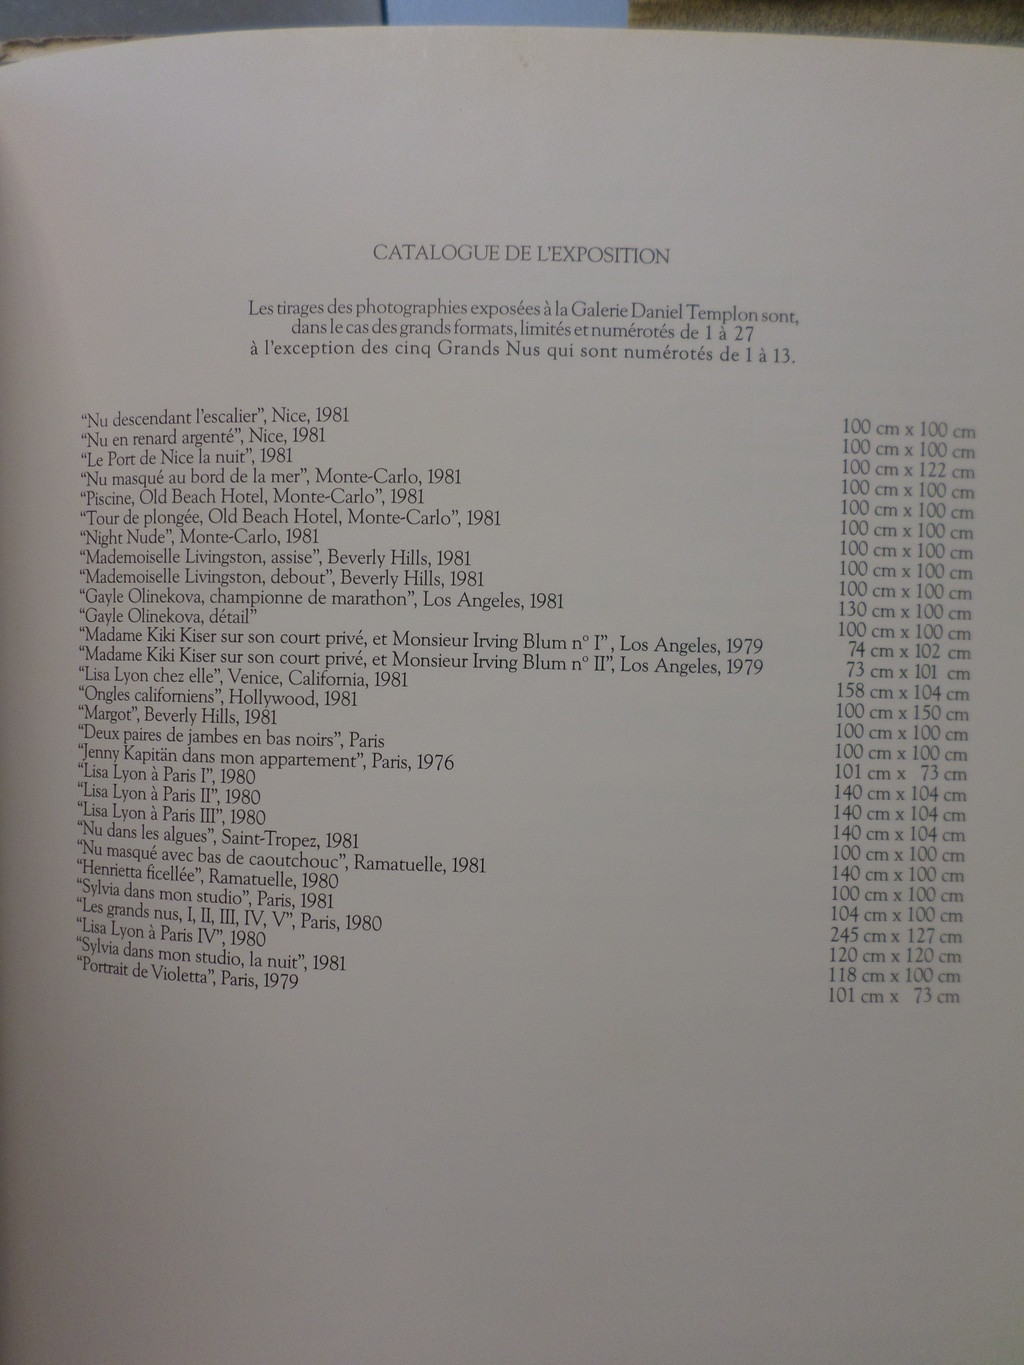 CATALOGUE DE L'EXPOSITION
Les tirages des photographies exposées à la Galerie Daniel Templon sont,
dans le cas des grands formats, limités et numérotés de 1 à 27
à l'exception des cinq Grands Nus qui sont numérotés de 1 à 13.
“Nu descendant l'escalier”, Nice, 1981 100 cm x 100 cm
“Nu en renard argenté”, Nice, 1981 100 cm x 100 cm
“Le Port de Nice la nuit”, 1981 100 cm x 122 cm
“Nu masqué au bord de la mer”, Monte-Carlo, 1981 100 cm x 100 cm
“Piscine, Old Beach Hotel, Monte-Carlo”, 1981 100 cm x 100 cm
“Tour de plongée, Old Beach Hotel, Monte-Carlo”, 1981 100 cm x 100 cm
“Night Nude”, Monte-Carlo, 1981 100 cm x 100 cm
“Mademoiselle Livingston, assise”, Beverly Hills, 1981 100 cm x 100 cm
“Mademoiselle Livingston, debout”, Beverly Hills, 1981 100 cm x 100 cm
“Gayle Olinekova, championne de marathon”, Los Angeles, 1981 130 cm x 100 cm
“Gayle Olinekova, détail” 100 cm x 100 cm
“Madame Kiki Kiser sur son court privé, et Monsieur Irving Blum n° I”, Los Angeles, 1979 74 cm x 102 cm
“Madame Kiki Kiser sur son court privé, et Monsieur Irving Blum n° II”, Los Angeles, 1979 73 cm x 101 cm
“Lisa Lyon chez elle”, Venice, California, 1981 158 cm x 104 cm
“Ongles californiens”, Hollywood, 1981 100 cm x 150 cm
“Margot”, Beverly Hills, 1981 100 cm x 100 cm
“Deux paires de jambes en bas noirs”, Paris 100 cm x 100 cm
“Jenny Kapitän dans mon appartement”, Paris, 1976 101 cm x 73 cm
“Lisa Lyon à Paris I”, 1980 140 cm x 104 cm
“Lisa Lyon à Paris II”, 1980 140 cm x 104 cm
“Lisa Lyon à Paris III”, 1980 140 cm x 104 cm
“Nu dans les algues”, Saint-Tropez, 1981 100 cm x 100 cm
“Nu masqué avec bas de caoutchouc”, Ramatuelle, 1981 140 cm x 100 cm
“Henrietta ficellée”, Ramatuelle, 1980 100 cm x 100 cm
“Sylvia dans mon studio”, Paris, 1981 104 cm x 100 cm
“Les grands nus, I, II, III, IV, V”, Paris, 1980 245 cm x 127 cm
“Lisa Lyon à Paris IV”, 1980 120 cm x 120 cm
“Sylvia dans mon studio, la nuit”, 1981 118 cm x 100 cm
“Portrait de Violetta”, Paris, 1979 101 cm x 73 cm